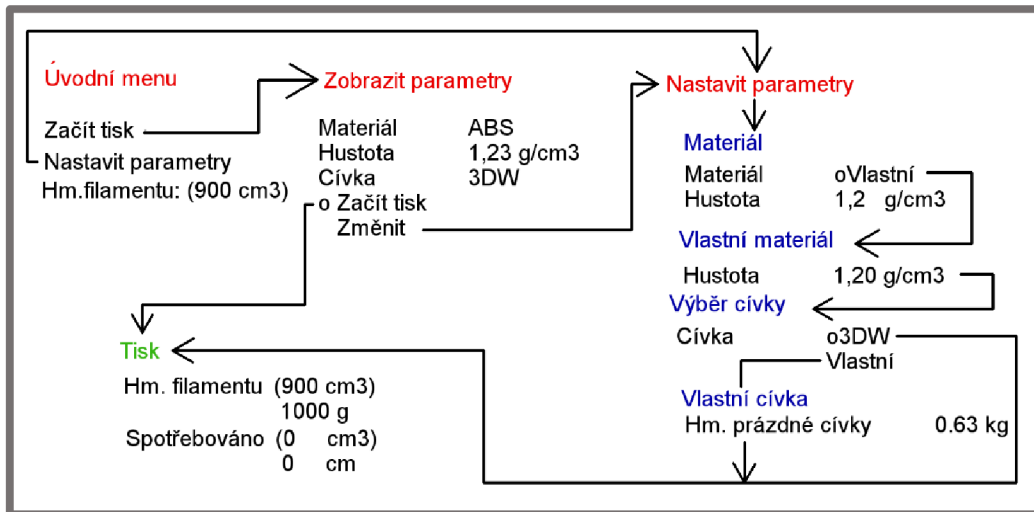 Úvodní menu
Začít tisk
Nastavit parametry
Hm.filamentu: (900 cm3)
Zobrazit parametry
Materiál ABS
Hustota 1,23 g/cm3
Cívka 3DW
o Začít tisk
Změnit
Nastavit parametry
Materiál
Materiál oVlastní
Hustota 1,2 g/cm3
Vlastní materiál
Hustota 1,20 g/cm3
Výběr cívky
Cívka o3DW
Vlastní
Vlastní cívka
Hm. prázdné cívky 0.63 kg
Tisk
Hm. filamentu (900 cm3)
1000 g
Spotřebováno (0 cm3)
0 cm